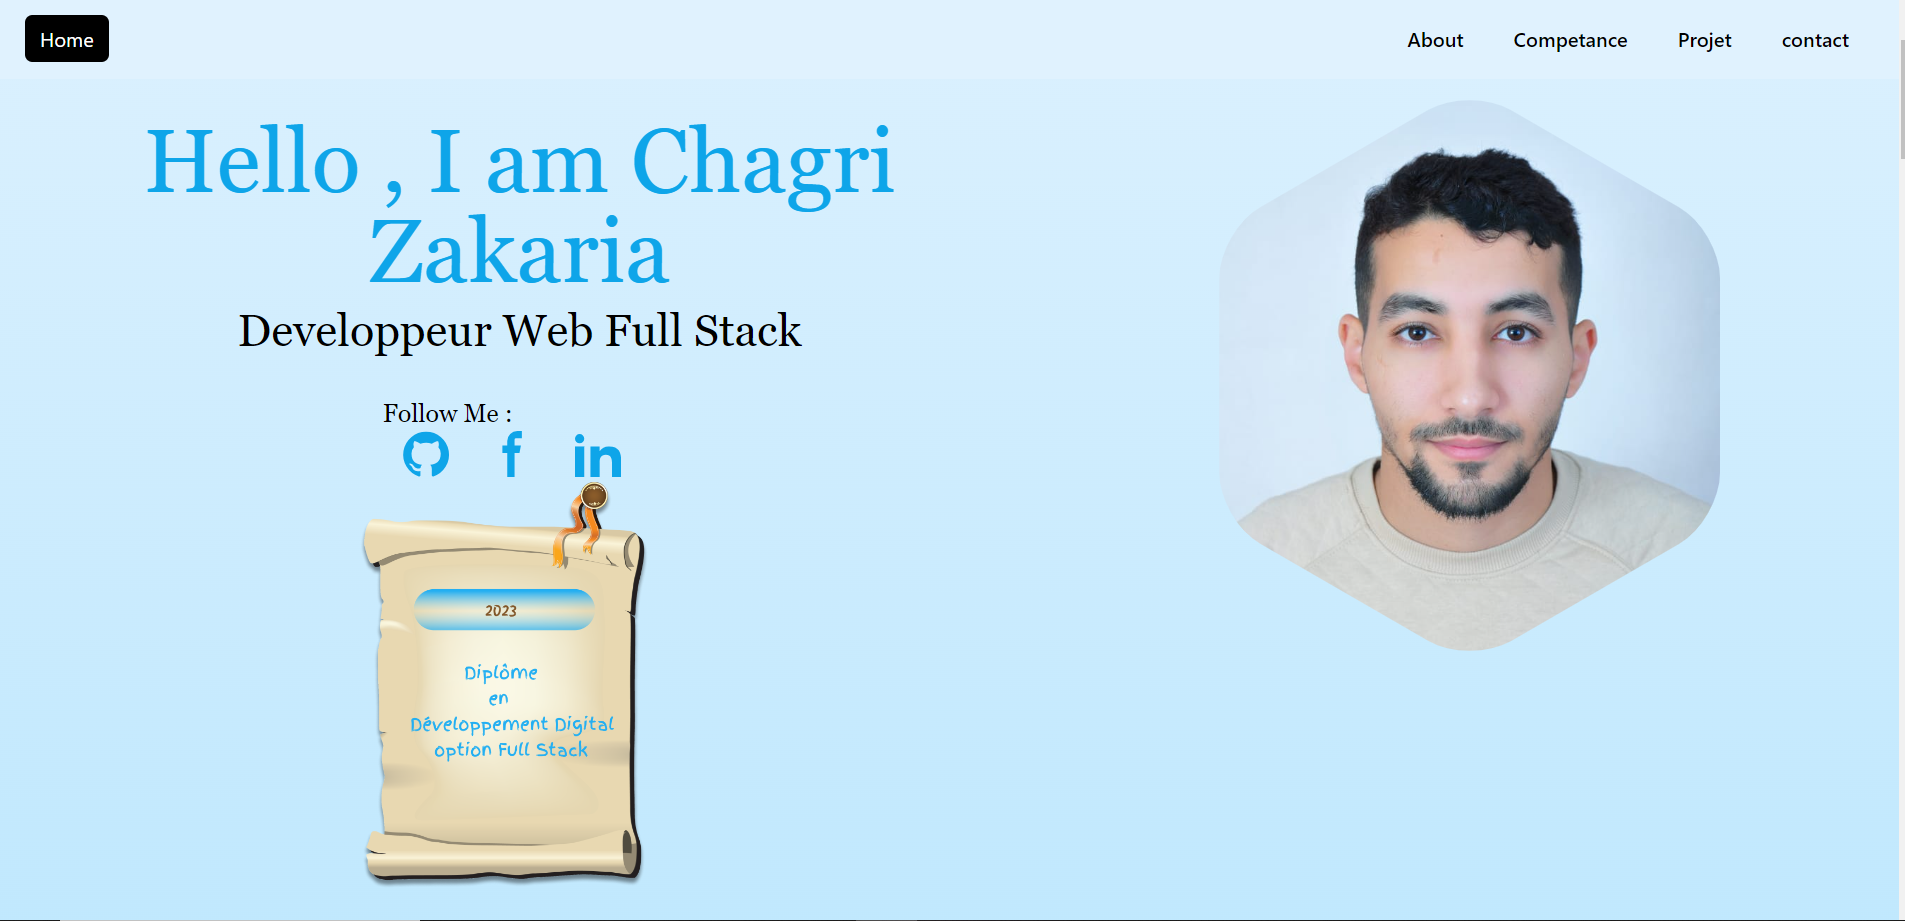 Home
About
Competance
Projet
contact
Hello , I am Chagri
Zakaria
Developpeur Web Full Stack
Follow Me :
2023
Diplôme
en
Développement Digital
option Full Stack